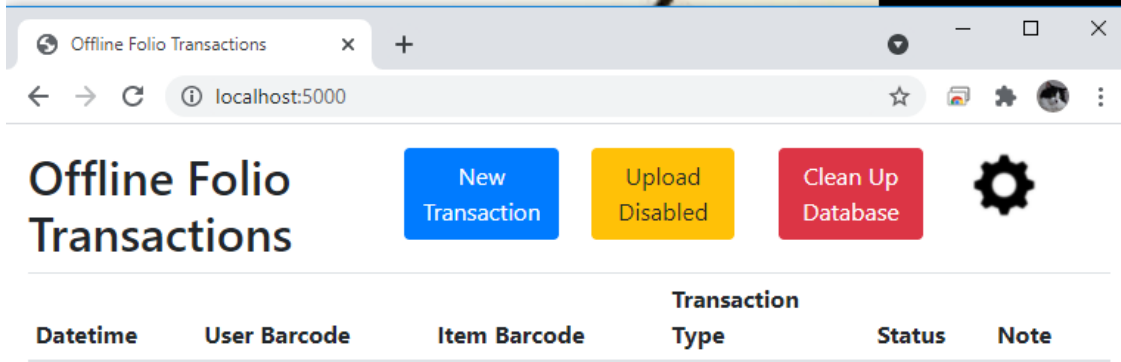 Offline Folio Transactions
localhost:5000
Offline Folio
Transactions
New
Transaction
Upload
Disabled
Clean Up
Database
Datetime User Barcode Item Barcode Transaction
Type Status Note